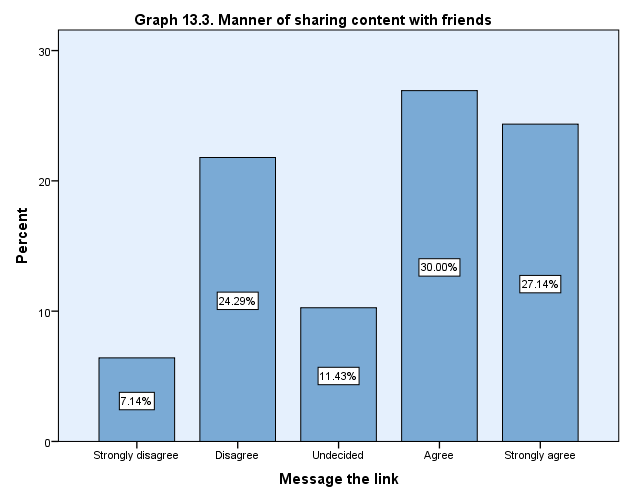 Graph 13.3. Manner of sharing content with friends
30
20
10
0
Percent
7.14%
24.29%
11.43%
30.00%
27.14%
Strongly disagree
Disagree
Undecided
Agree
Strongly agree
Message the link